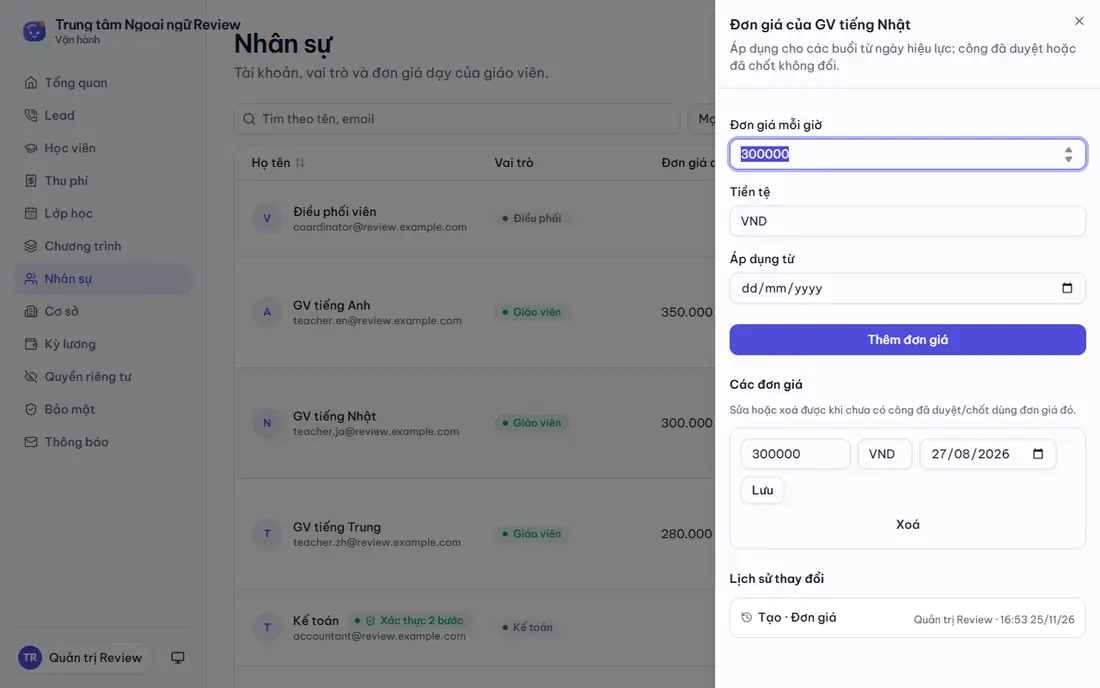 Trung tâm Ngoại ngữ Review
Vận hành
Tổng quan
Lead
Học viên
Thu phí
Lớp học
Chương trình
Nhân sự
Cơ sở
Kỳ lương
Quyền riêng tư
Bảo mật
Thông báo
TR
Quản trị Review
Nhân sự
Tài khoản, vai trò và đơn giá dạy của giáo viên.
Tìm theo tên, email
Họ tên
Vai trò
V
Điều phối viên
coordinator@review.example.com
Điều phối
A
GV tiếng Anh
teacher.en@review.example.com
Giáo viên
350.000
N
GV tiếng Nhật
teacher.ja@review.example.com
Giáo viên
300.000
T
GV tiếng Trung
teacher.zh@review.example.com
Giáo viên
280.000
T
Kế toán
Xác thực 2 bước
accountant@review.example.com
Kế toán
Đơn giá của GV tiếng Nhật
Áp dụng cho các buổi từ ngày hiệu lực; công đã duyệt hoặc
đã chốt không đổi.
Đơn giá mỗi giờ
300000
Tiền tệ
VND
Áp dụng từ
dd/mm/yyyy
Thêm đơn giá
Các đơn giá
Sửa hoặc xoá được khi chưa có công đã duyệt/chốt dùng đơn giá đó.
300000
VND
27/08/2026
Lưu
Xoá
Lịch sử thay đổi
Tạo · Đơn giá
Quản trị Review · 16:53 25/11/26